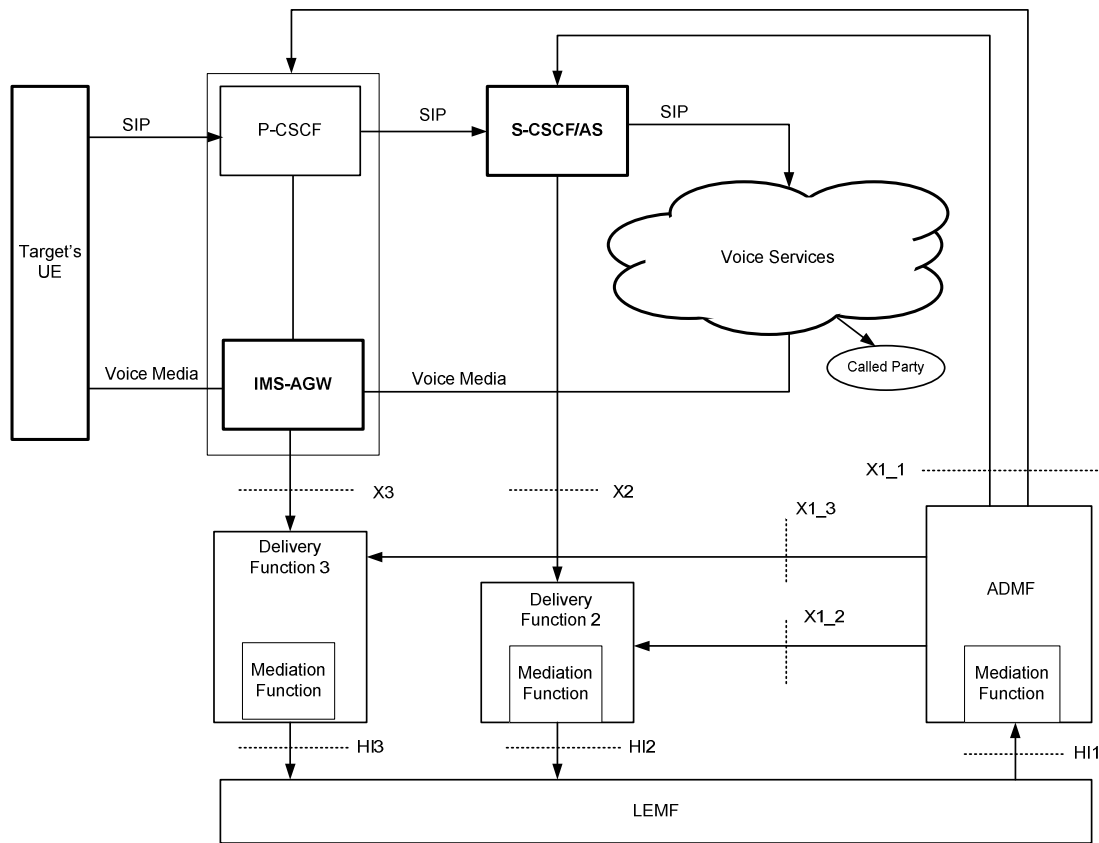 SIP
P-CSCF
SIP
S-CSCF/AS
SIP
Target's
UE
Voice Services
Voice Media
IMS-AGW
Voice Media
Called Party
X3
X2
X1_1
X1_3
Delivery
Function 3
ADMF
Delivery
Function 2
X1_2
Mediation
Function
Mediation
Function
Mediation
Function
HI3
HI2
HI1
LEMF